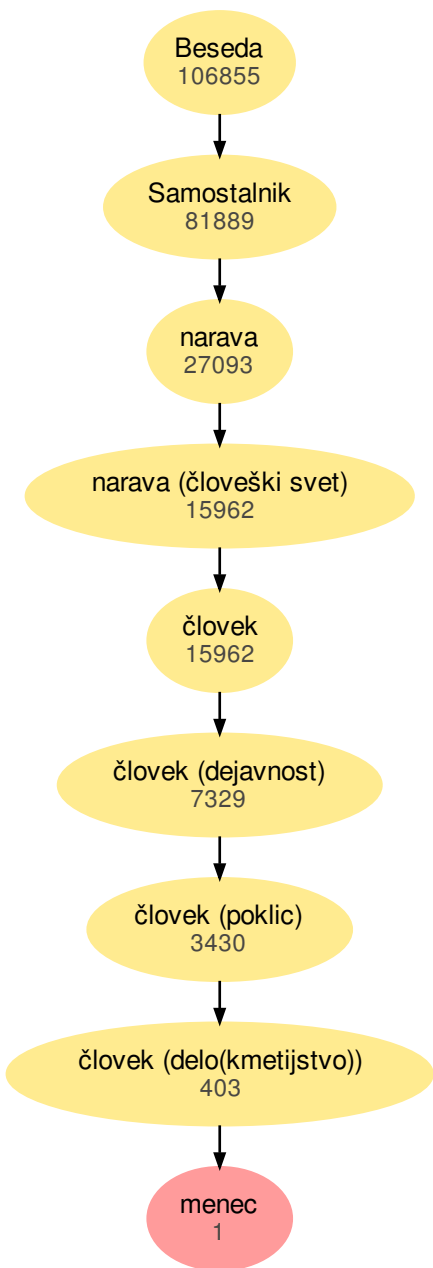 Beseda
106855
Samostalnik
81889
narava
27093
narava (človeški svet)
15962
človek
15962
človek (dejavnost)
7329
človek (poklic)
3430
človek (delo(kmetijstvo))
403
menec
1